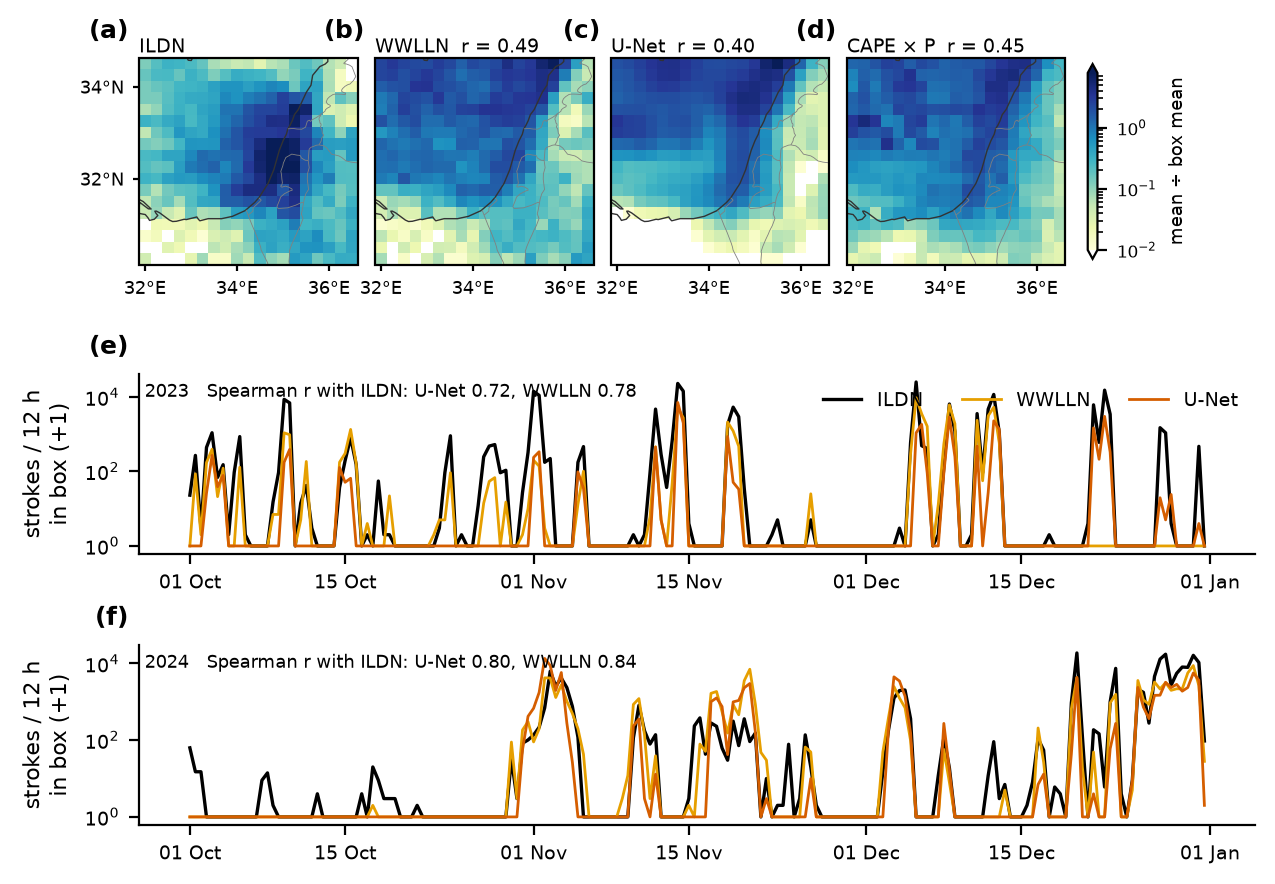 (a) (b) (c) (d)
ILDN WWLLN r = 0.49 U-Net r = 0.40 CAPE × P r = 0.45
34°N
32°N
32°E 34°E 36°E 32°E 34°E 36°E 32°E 34°E 36°E 32°E 34°E 36°E
10⁰
10⁻¹
10⁻²
mean ÷ box mean
(e)
2023 Spearman r with ILDN: U-Net 0.72, WWLLN 0.78
ILDN WWLLN U-Net
strokes / 12 h
in box (+1)
10⁴
10²
10⁰
01 Oct 15 Oct 01 Nov 15 Nov 01 Dec 15 Dec 01 Jan
(f)
2024 Spearman r with ILDN: U-Net 0.80, WWLLN 0.84
strokes / 12 h
in box (+1)
10⁴
10²
10⁰
01 Oct 15 Oct 01 Nov 15 Nov 01 Dec 15 Dec 01 Jan